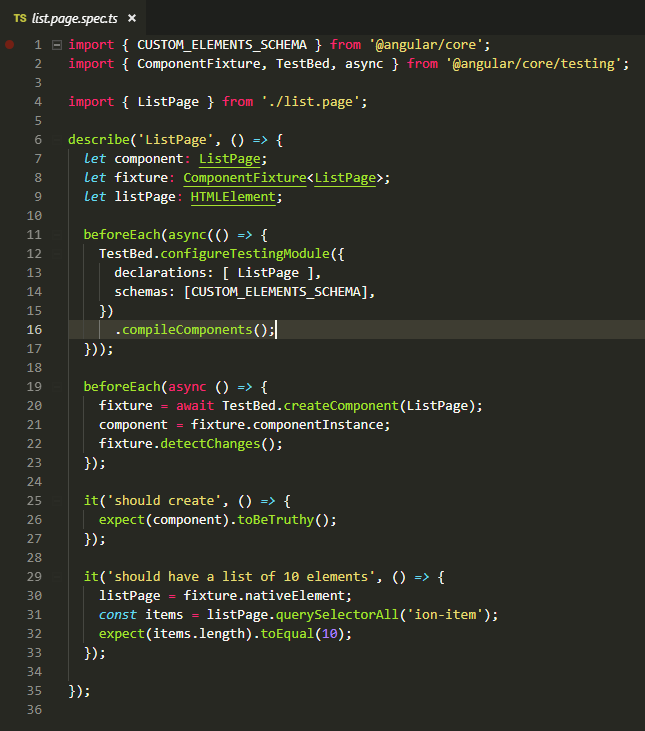 TS list.page.spec.ts ×
1 import { CUSTOM_ELEMENTS_SCHEMA } from '@angular/core';
2 import { ComponentFixture, TestBed, async } from '@angular/core/testing';
3
4 import { ListPage } from './list.page';
5
6 describe('ListPage', () => {
7 let component: ListPage;
8 let fixture: ComponentFixture<ListPage>;
9 let listPage: HTMLElement;
10
11 beforeEach(async(() => {
12 TestBed.configureTestingModule({
13 declarations: [ ListPage ],
14 schemas: [CUSTOM_ELEMENTS_SCHEMA],
15 })
16 .compileComponents();
17 }));
18
19 beforeEach(async () => {
20 fixture = await TestBed.createComponent(ListPage);
21 component = fixture.componentInstance;
22 fixture.detectChanges();
23 });
24
25 it('should create', () => {
26 expect(component).toBeTruthy();
27 });
28
29 it('should have a list of 10 elements', () => {
30 listPage = fixture.nativeElement;
31 const items = listPage.querySelectorAll('ion-item');
32 expect(items.length).toEqual(10);
33 });
34
35 });
36